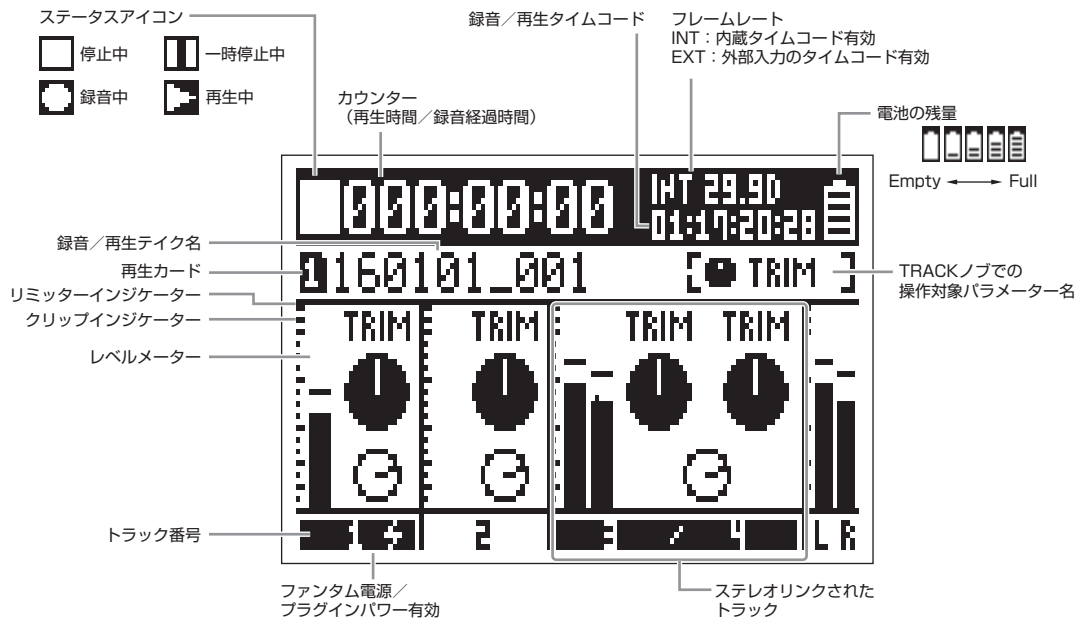 ステータスアイコン
停止中
一時停止中
録音中
再生中
カウンター
（再生時間／録音経過時間）
録音／再生タイムコード
フレームレート
INT：内蔵タイムコード有効
EXT：外部入力のタイムコード有効
電池の残量
Empty
Full
000:00:00
INT 29.9D
01:17:20:28
録音／再生テイク名
再生カード
1
160101_001
[ TRIM ]
TRACKノブでの
操作対象パラメーター名
リミッターインジケーター
クリップインジケーター
レベルメーター
TRIM
TRIM
TRIM
TRIM
トラック番号
2
L R
ファンタム電源／
プラグインパワー有効
ステレオリンクされた
トラック